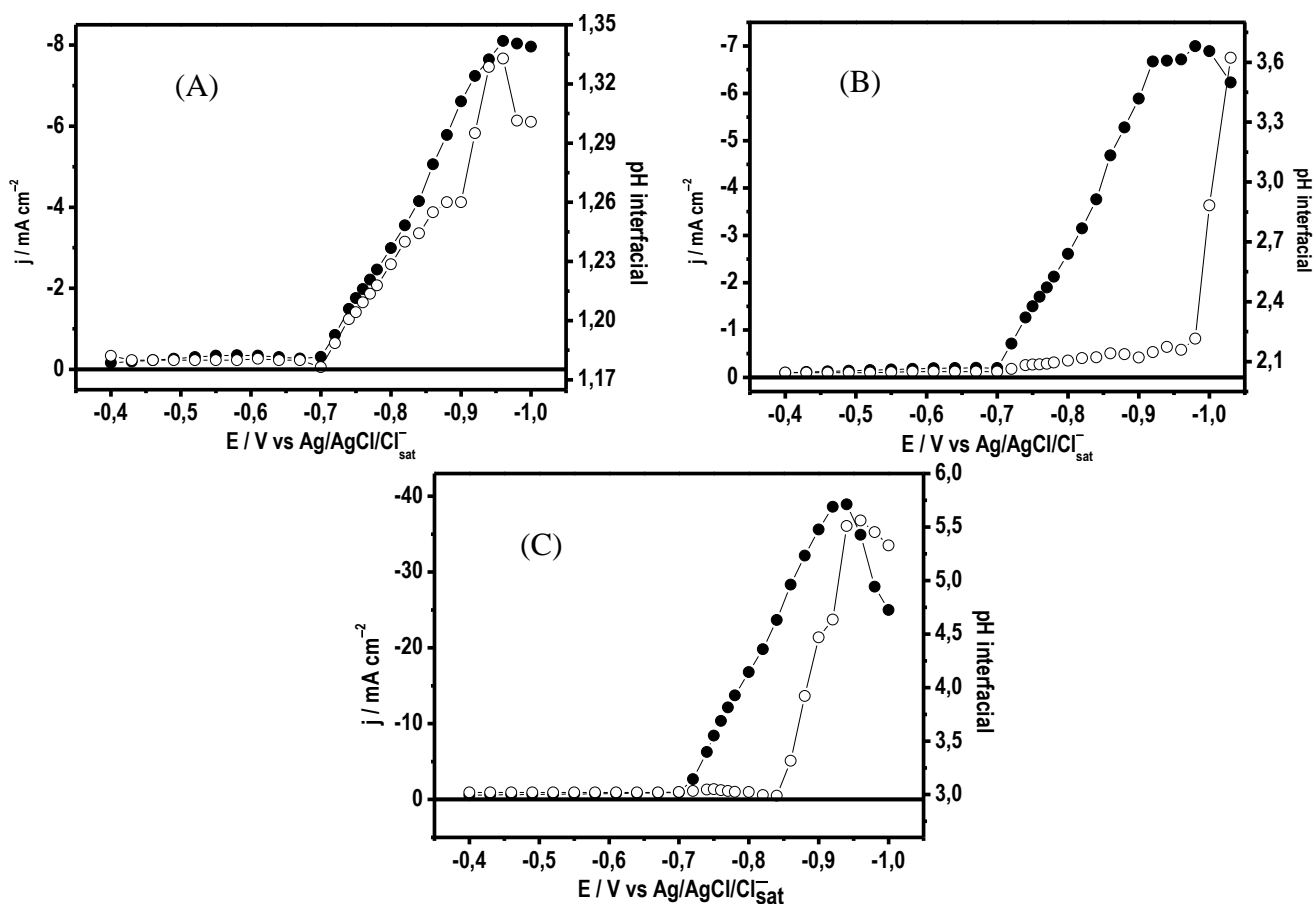 (A)
j / mA cm⁻²
-8
-6
-4
-2
0
1,35
1,32
1,29
1,26
1,23
1,20
1,17
pH interfacial
-0,4 -0,5 -0,6 -0,7 -0,8 -0,9 -1,0
E / V vs Ag/AgCl/Cl⁻sat
(B)
j / mA cm⁻²
-7
-6
-5
-4
-3
-2
-1
0
3,6
3,3
3,0
2,7
2,4
2,1
pH interfacial
-0,4 -0,5 -0,6 -0,7 -0,8 -0,9 -1,0
E / V vs Ag/AgCl/Cl⁻sat
(C)
j / mA cm⁻²
-40
-30
-20
-10
0
6,0
5,5
5,0
4,5
4,0
3,5
3,0
pH interfacial
-0,4 -0,5 -0,6 -0,7 -0,8 -0,9 -1,0
E / V vs Ag/AgCl/Cl⁻sat